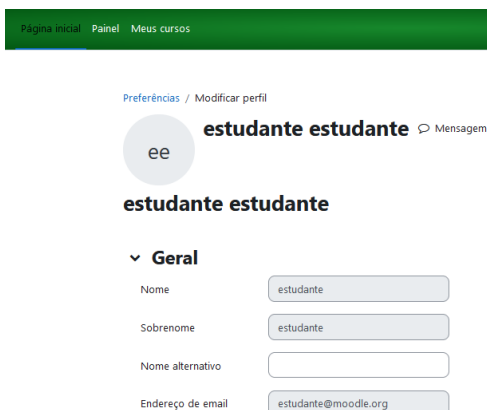 Página inicial Painel Meus cursos
Preferências / Modificar perfil
ee
estudante estudante Mensagem
estudante estudante
Geral
Nome estudante
Sobrenome estudante
Nome alternativo
Endereço de email estudante@moodle.org